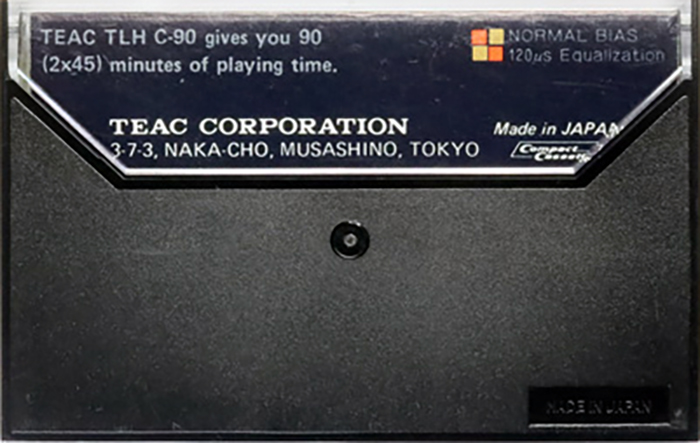 TEAC TLH C-90 gives you 90
(2x45) minutes of playing time.
NORMAL BIAS
120μs Equalization
TEAC CORPORATION
3-7-3, NAKA-CHO, MUSASHINO, TOKYO
Made in JAPAN
Compact
Cassette
MADE IN JAPAN